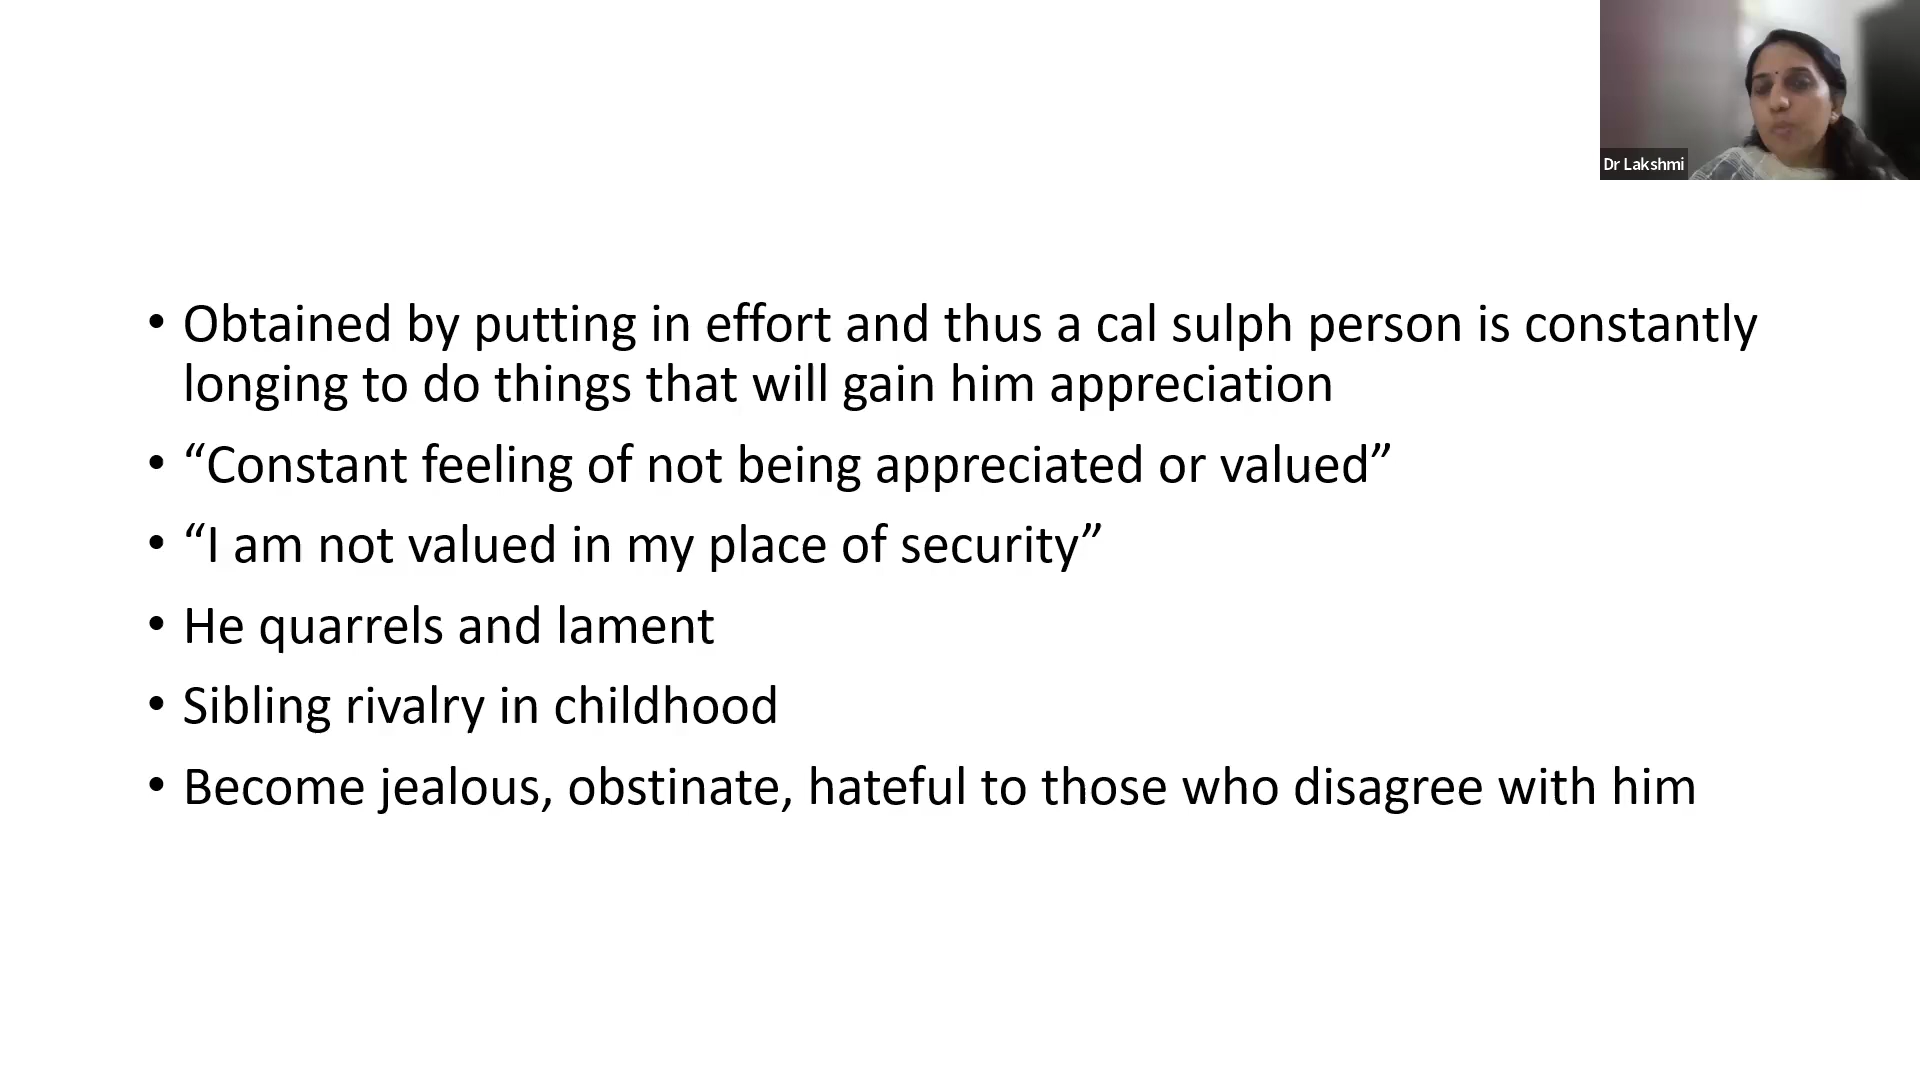 Dr Lakshmi
• Obtained by putting in effort and thus a cal sulph person is constantly
longing to do things that will gain him appreciation
• “Constant feeling of not being appreciated or valued”
• “I am not valued in my place of security”
• He quarrels and lament
• Sibling rivalry in childhood
• Become jealous, obstinate, hateful to those who disagree with him